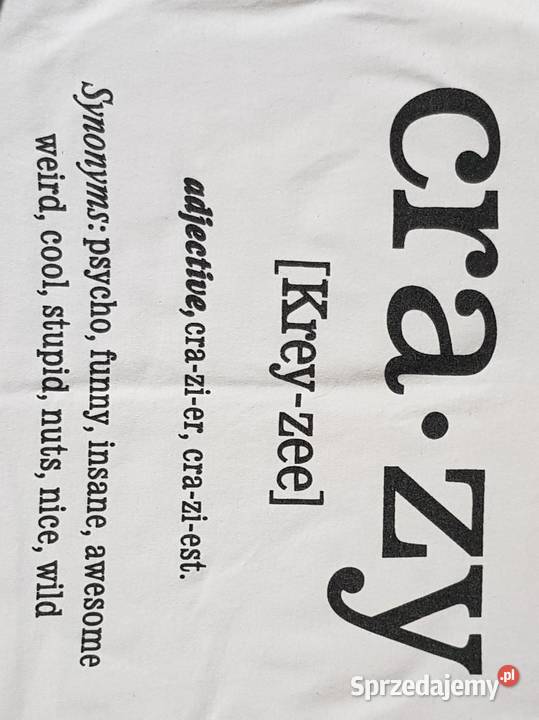 cra·zy
[Krey-zee]
adjective, cra-zi-er, cra-zi-est.
Synonyms: psycho, funny, insane, awesome
weird, cool, stupid, nuts, nice, wild
Sprzedajemy.pl